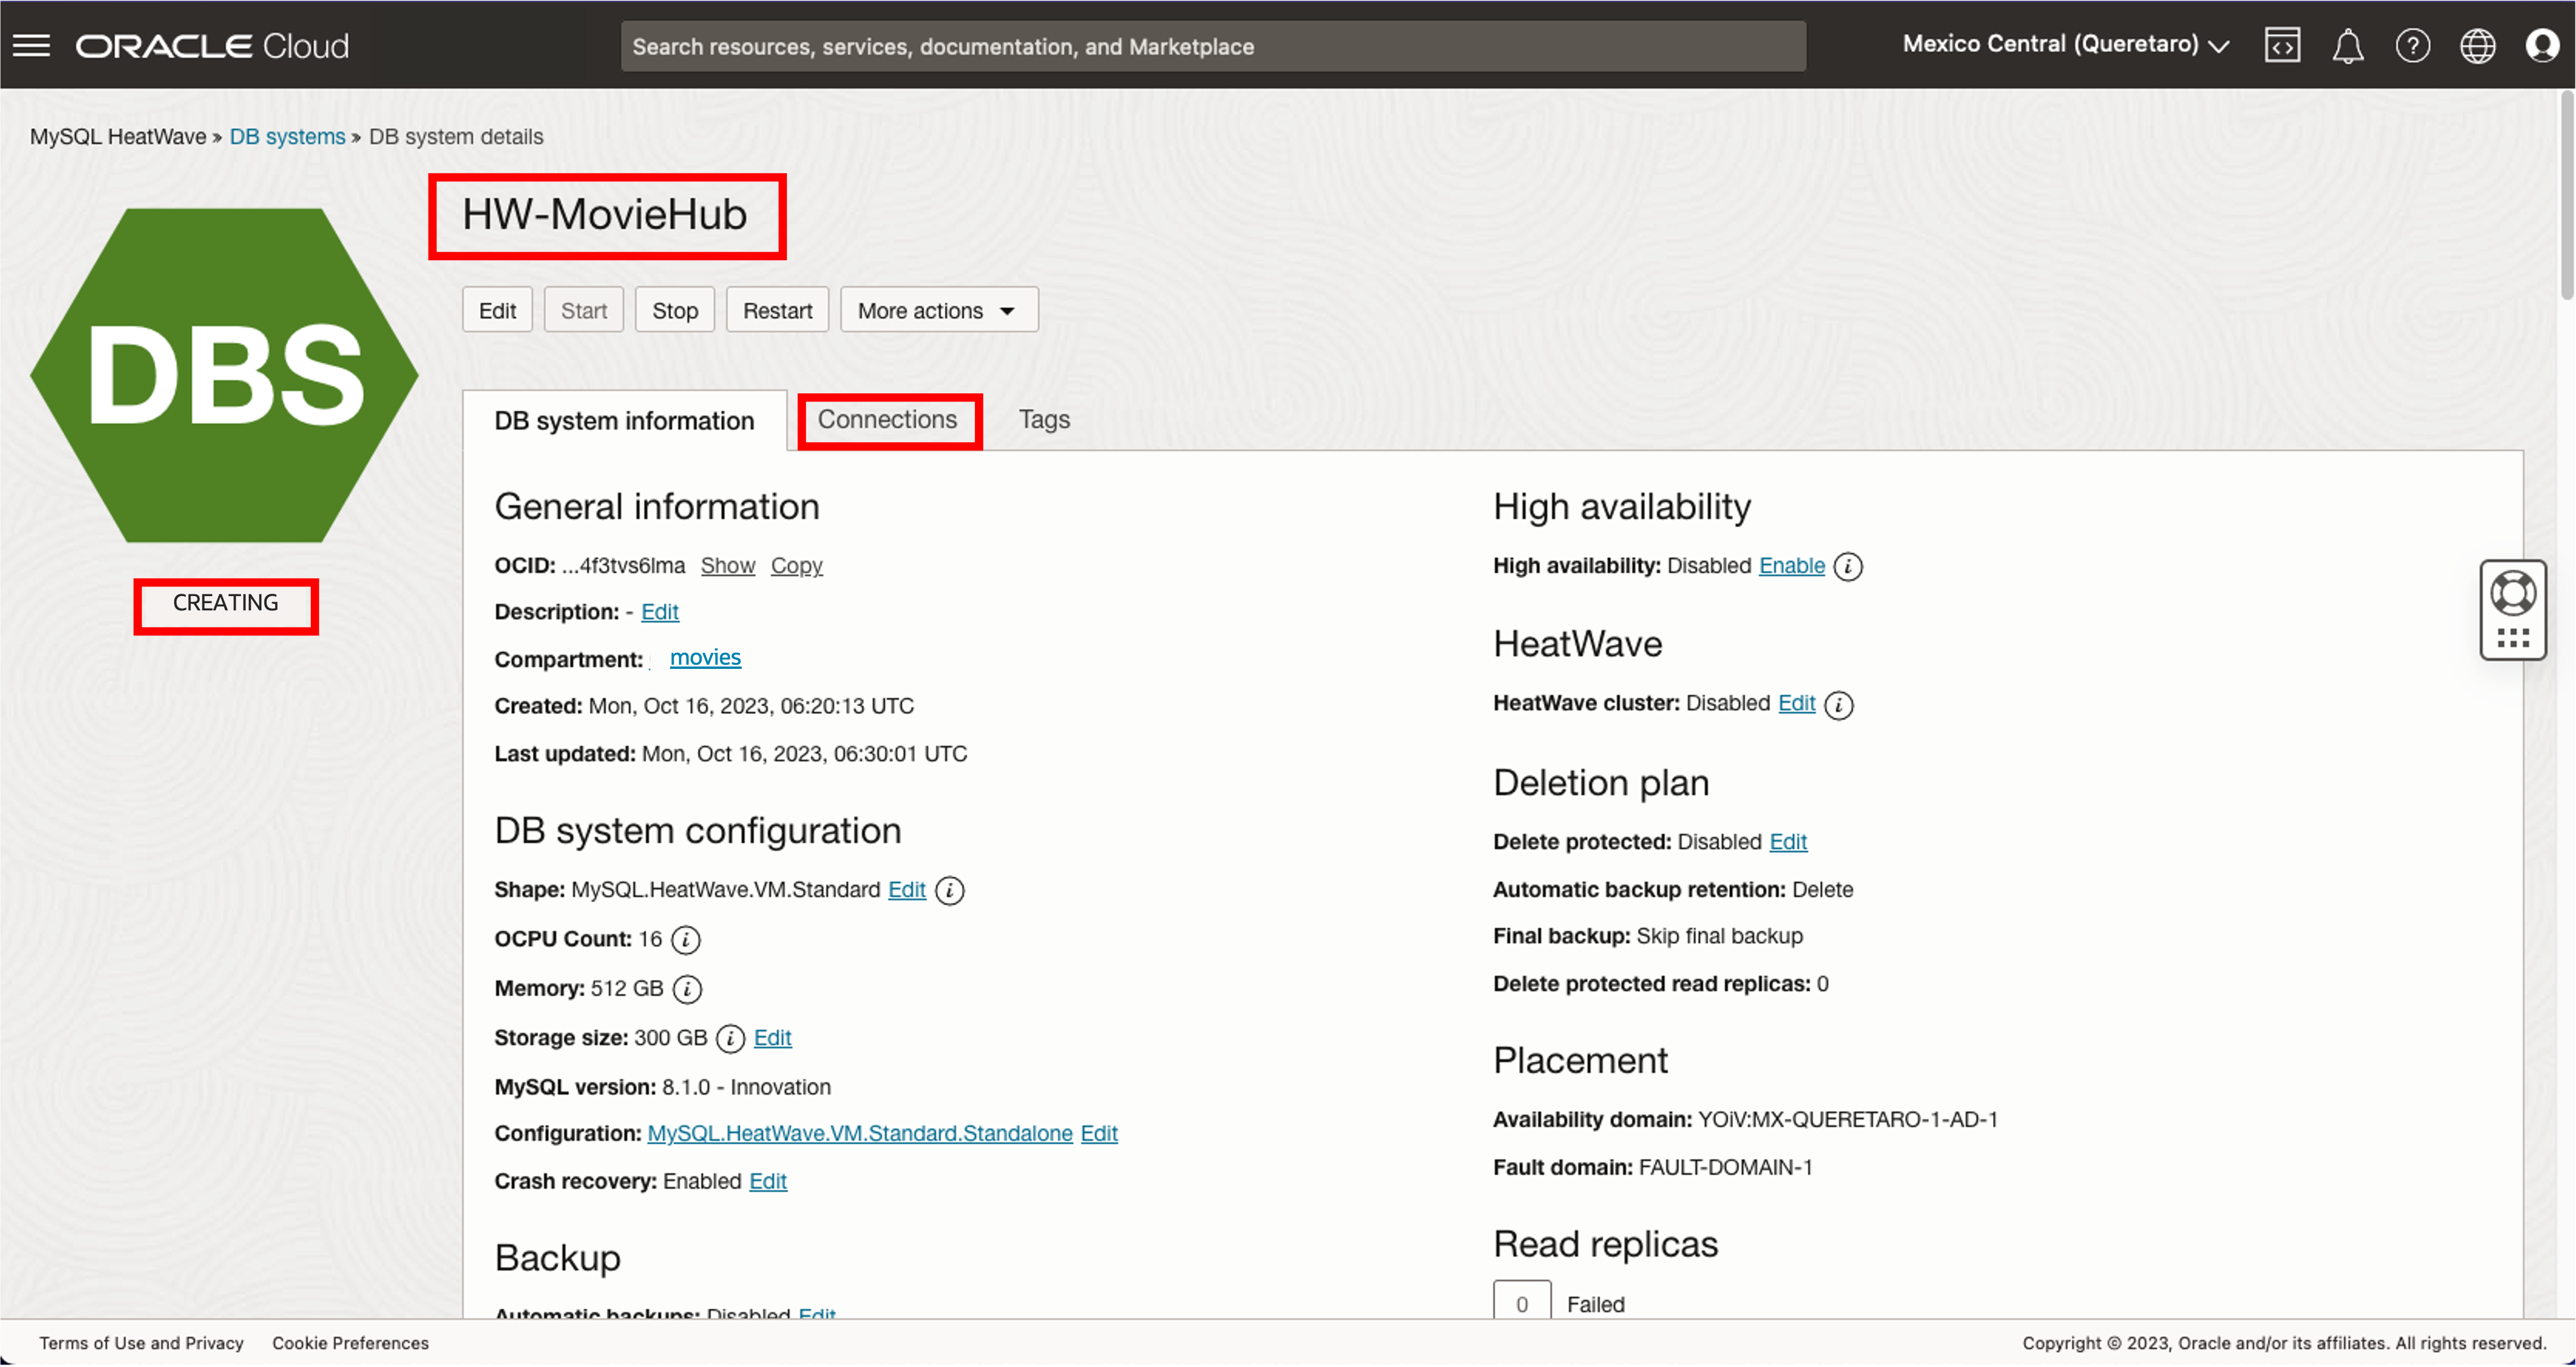 ORACLE Cloud
Search resources, services, documentation, and Marketplace
Mexico Central (Queretaro)
MySQL HeatWave » DB systems » DB system details
HW-MovieHub
DBS
CREATING
Edit
Start
Stop
Restart
More actions
DB system information
Connections
Tags
General information
OCID: ...4f3tvs6lma Show Copy
Description: - Edit
Compartment: movies
Created: Mon, Oct 16, 2023, 06:20:13 UTC
Last updated: Mon, Oct 16, 2023, 06:30:01 UTC
DB system configuration
Shape: MySQL.HeatWave.VM.Standard Edit
OCPU Count: 16
Memory: 512 GB
Storage size: 300 GB Edit
MySQL version: 8.1.0 - Innovation
Configuration: MySQL.HeatWave.VM.Standard.Standalone Edit
Crash recovery: Enabled Edit
Backup
Automatic backups: Disabled Edit
High availability
High availability: Disabled Enable
HeatWave
HeatWave cluster: Disabled Edit
Deletion plan
Delete protected: Disabled Edit
Automatic backup retention: Delete
Final backup: Skip final backup
Delete protected read replicas: 0
Placement
Availability domain: YOiV:MX-QUERETARO-1-AD-1
Fault domain: FAULT-DOMAIN-1
Read replicas
0 Failed
Terms of Use and Privacy
Cookie Preferences
Copyright © 2023, Oracle and/or its affiliates. All rights reserved.